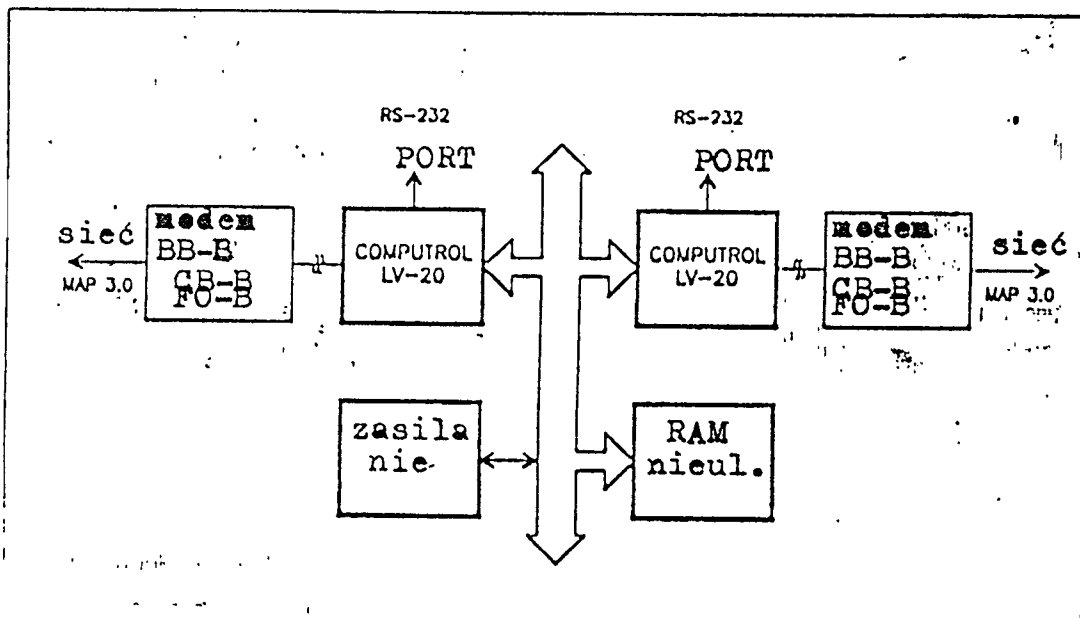 RS-232
RS-232
PORT
PORT
sieć
MAP 3.0
modem
BB-B
CB-B
FO-B
COMPUTROL
LV-20
COMPUTROL
LV-20
modem
BB-B
CB-B
FO-B
sieć
MAP 3.0
zasila
nie
RAM
nieul.